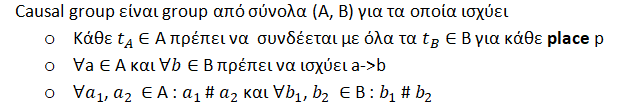 Causal group είναι group από σύνολα (A, B) για τα οποία ισχύει
o Κάθε t_A ∈ A πρέπει να συνδέεται με όλα τα t_B ∈ B για κάθε place p
o ∀a ∈ A και ∀b ∈ B πρέπει να ισχύει a->b
o ∀a₁, a₂ ∈ A : a₁ # a₂ και ∀b₁, b₂ ∈ B : b₁ # b₂